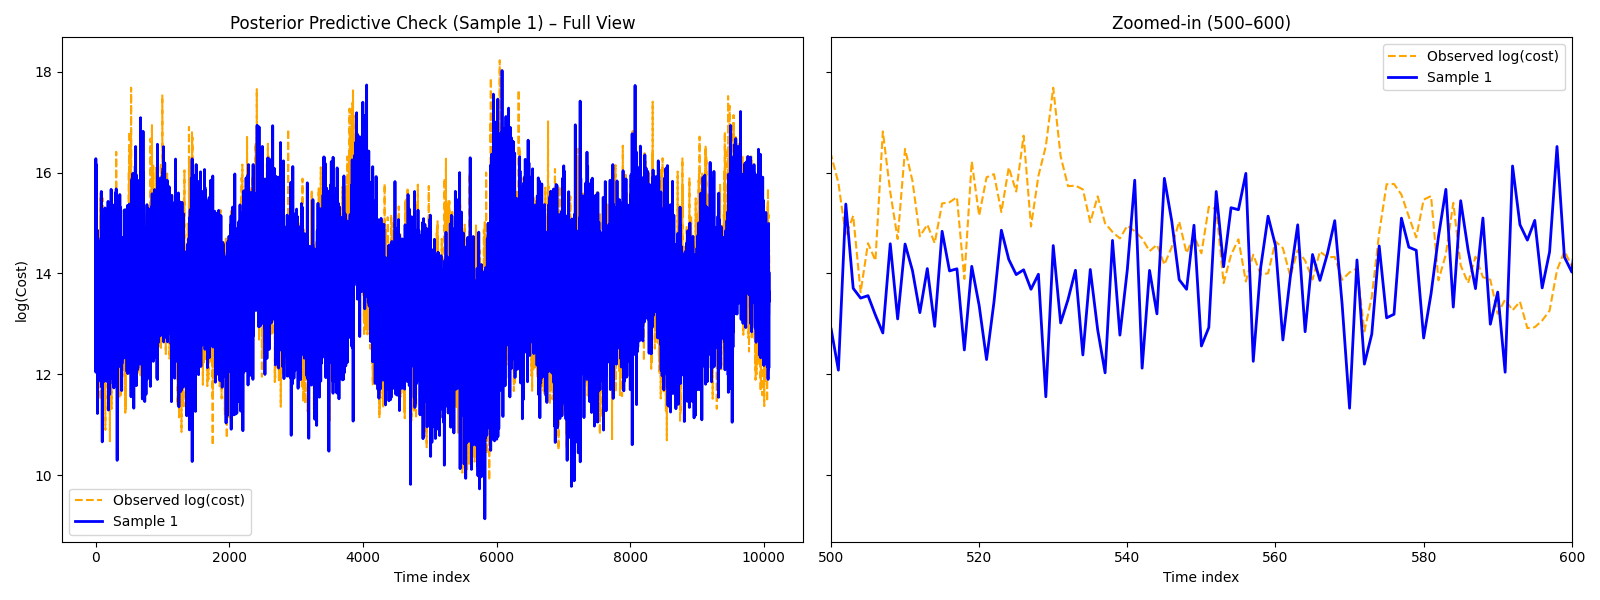 Posterior Predictive Check (Sample 1) – Full View
log(Cost)
18
16
14
12
10
Observed log(cost)
Sample 1
0
2000
4000
6000
8000
10000
Time index
Zoomed-in (500–600)
Observed log(cost)
Sample 1
500
520
540
560
580
600
Time index